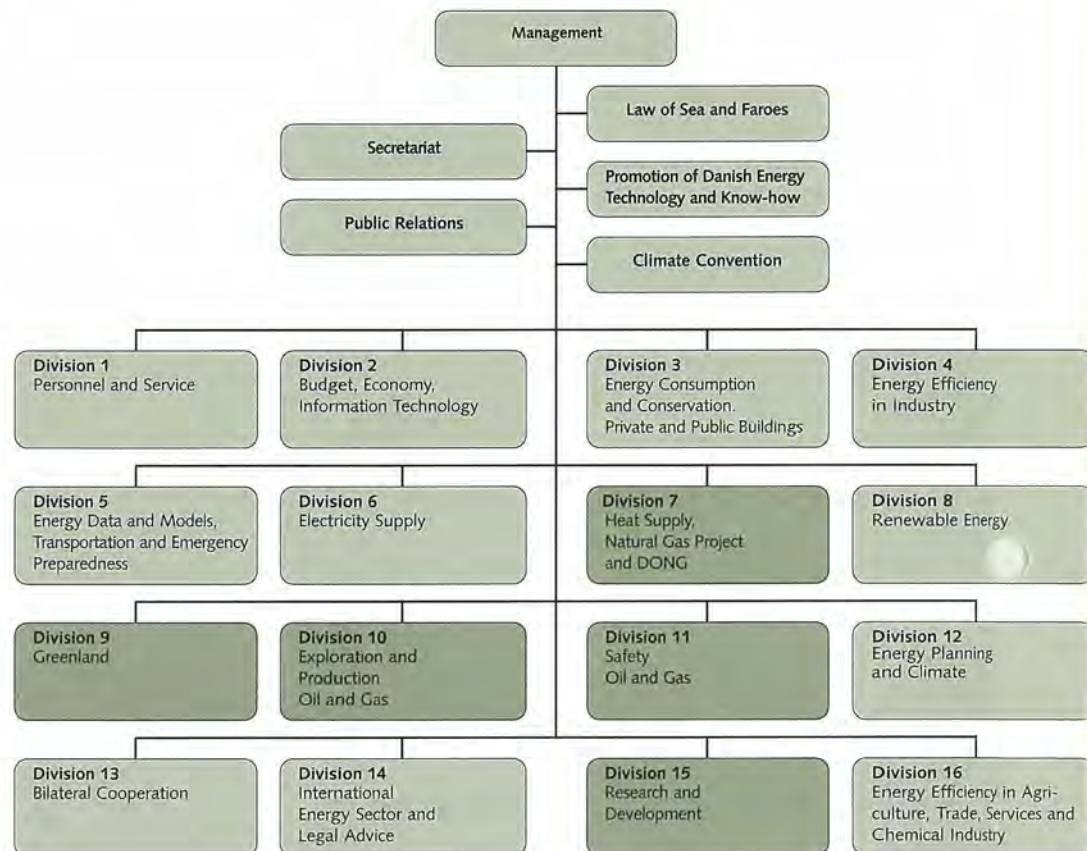 Management
Law of Sea and Faroes
Secretariat
Promotion of Danish Energy
Technology and Know-how
Public Relations
Climate Convention
Division 1
Personnel and Service
Division 2
Budget, Economy,
Information Technology
Division 3
Energy Consumption
and Conservation.
Private and Public Buildings
Division 4
Energy Efficiency
in Industry
Division 5
Energy Data and Models,
Transportation and Emergency
Preparedness
Division 6
Electricity Supply
Division 7
Heat Supply,
Natural Gas Project
and DONG
Division 8
Renewable Energy
Division 9
Greenland
Division 10
Exploration and
Production
Oil and Gas
Division 11
Safety
Oil and Gas
Division 12
Energy Planning
and Climate
Division 13
Bilateral Cooperation
Division 14
International
Energy Sector and
Legal Advice
Division 15
Research and
Development
Division 16
Energy Efficiency in Agri-
culture, Trade, Services and
Chemical Industry